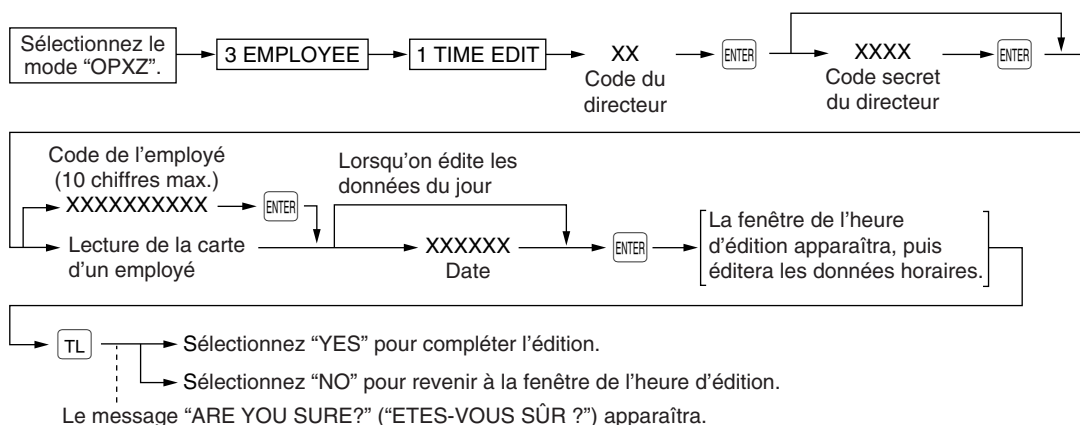 Sélectionnez le
mode “OPXZ”.
3 EMPLOYEE
1 TIME EDIT
XX
Code du
directeur
ENTER
XXXX
Code secret
du directeur
ENTER
Code de l’employé
(10 chiffres max.)
XXXXXXXXXX
ENTER
Lecture de la carte
d’un employé
Lorsqu’on édite les
données du jour
XXXXXX
Date
ENTER
La fenêtre de l’heure
d’édition apparaîtra, puis
éditera les données horaires.
TL
Sélectionnez “YES” pour compléter l’édition.
Sélectionnez “NO” pour revenir à la fenêtre de l’heure d’édition.
Le message “ARE YOU SURE?” (“ETES-VOUS SÛR ?”) apparaîtra.